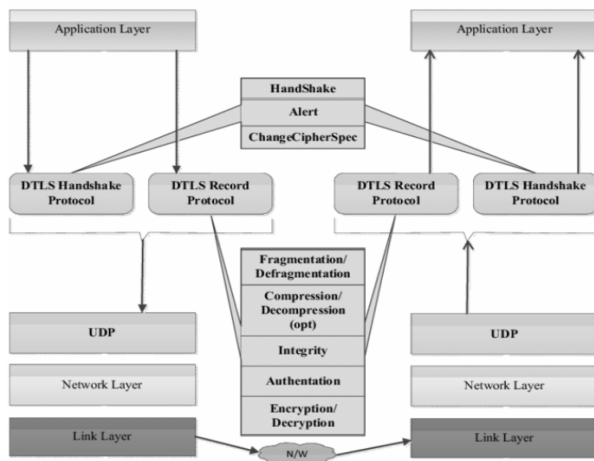 Application Layer
Application Layer
HandShake
Alert
ChangeCipherSpec
DTLS Handshake
Protocol
DTLS Record
Protocol
DTLS Record
Protocol
DTLS Handshake
Protocol
Fragmentation/
Defragmentation
Compression/
Decompression
(opt)
Integrity
Authentation
Encryption/
Decryption
UDP
Network Layer
Link Layer
UDP
Network Layer
Link Layer
N/W